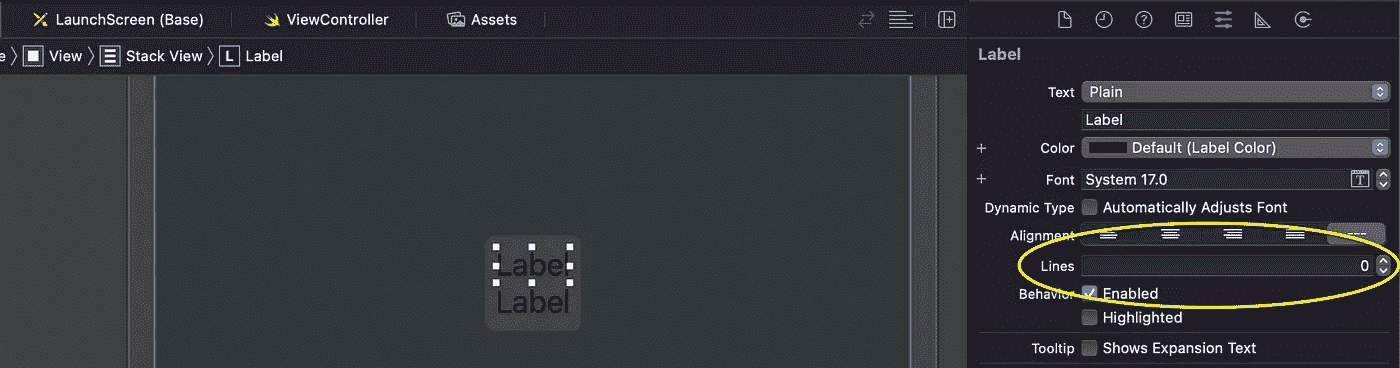 LaunchScreen (Base) ViewController Assets
e View Stack View L Label
Label
Label
Label
Text Plain
Label
+ Color Default (Label Color)
+ Font System 17.0 T
Dynamic Type Automatically Adjusts Font
Alignment ---
Lines 0
Behavior Enabled
Highlighted
Tooltip Shows Expansion Text